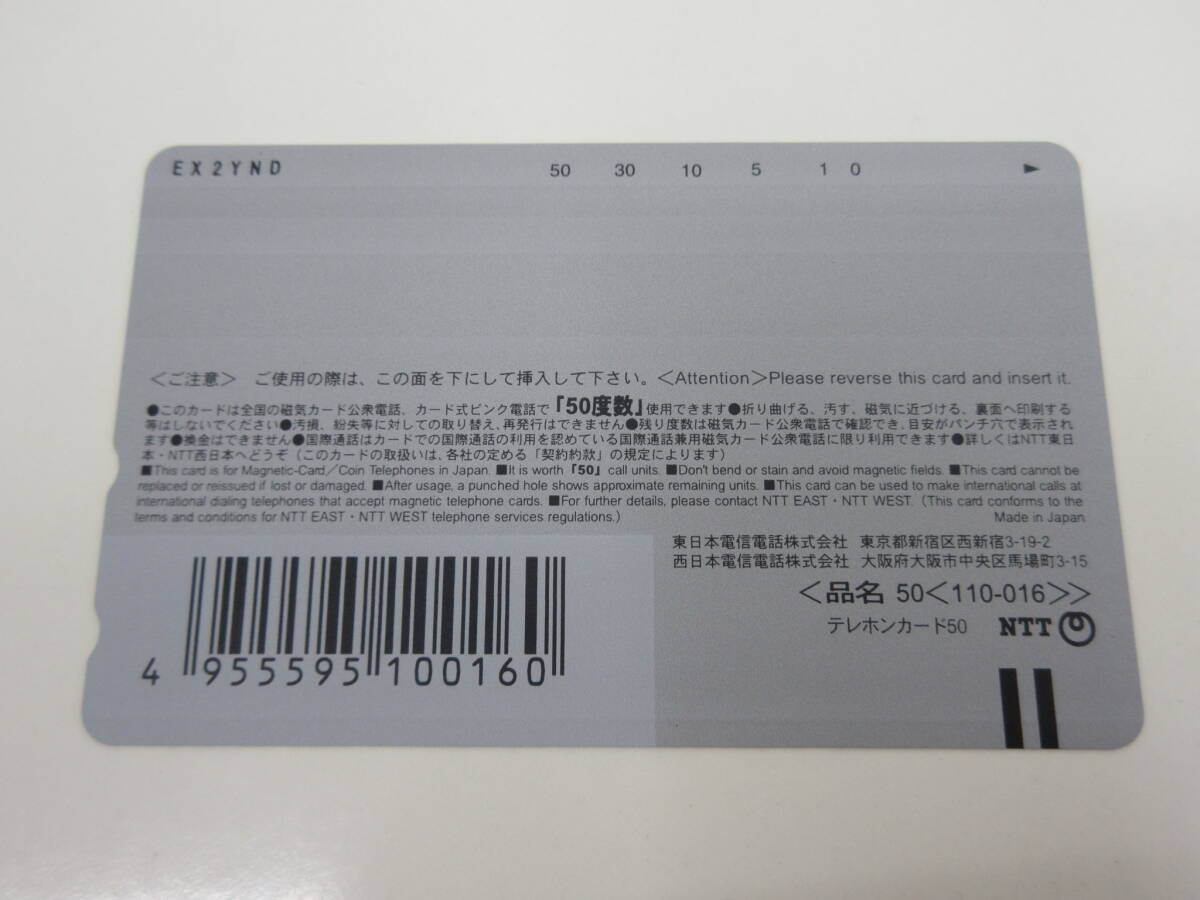 EX2YND 50 30 10 5 1 0 ►
＜ご注意＞ ご使用の際は、この面を下にして挿入して下さい。＜Attention＞Please reverse this card and insert it.
●このカードは全国の磁気カード公衆電話、カード式ピンク電話で「50度数」使用できます●折り曲げる、汚す、磁気に近づける、裏面へ印刷する
等はしないでください●汚損、紛失等に対しての取り替え、再発行はできません●残り度数は磁気カード公衆電話で確認でき、目安がパンチ穴で表示され
ます●換金はできません●国際通話はカードでの国際通話の利用を認めている国際通話兼用磁気カード公衆電話に限り利用できます●詳しくはNTT東日
本・NTT西日本へどうぞ（このカードの取扱いは、各社の定める「契約約款」の規定によります）
■This card is for Magnetic-Card／Coin Telephones in Japan. ■It is worth「50」call units. ■Don't bend or stain and avoid magnetic fields. ■This card cannot be
replaced or reissued if lost or damaged. ■After usage, a punched hole shows approximate remaining units. ■This card can be used to make international calls at
international dialing telephones that accept magnetic telephone cards. ■For further details, please contact NTT EAST・NTT WEST.（This card conforms to the
terms and conditions for NTT EAST・NTT WEST telephone services regulations.） Made in Japan
東日本電信電話株式会社 東京都新宿区西新宿3-19-2
西日本電信電話株式会社 大阪府大阪市中央区馬場町3-15
＜品名 50＜110-016＞＞
テレホンカード50 NTT
4 955595 100160